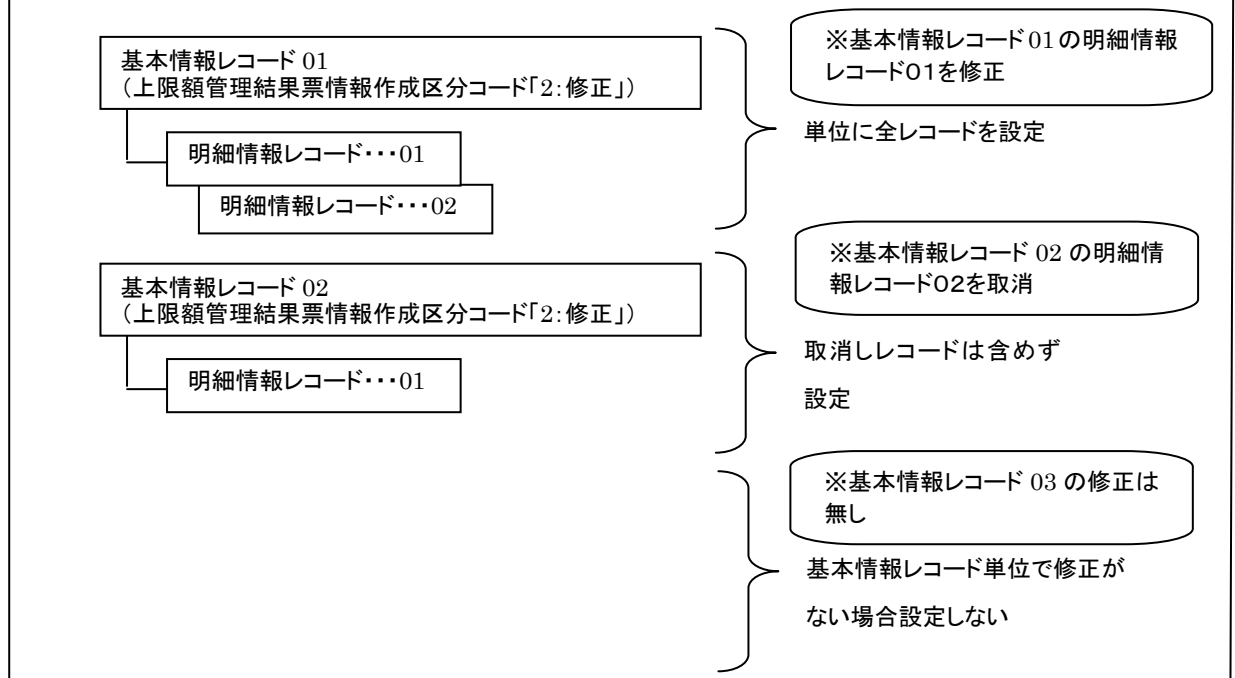 基本情報レコード 01
（上限額管理結果票情報作成区分コード「2：修正」）
明細情報レコード・・・01
明細情報レコード・・・02
※基本情報レコード 01 の明細情報
レコード０１を修正
単位に全レコードを設定
基本情報レコード 02
（上限額管理結果票情報作成区分コード「2：修正」）
明細情報レコード・・・01
※基本情報レコード 02 の明細情
報レコード０２を取消
取消しレコードは含めず
設定
※基本情報レコード 03 の修正は
無し
基本情報レコード単位で修正が
ない場合設定しない